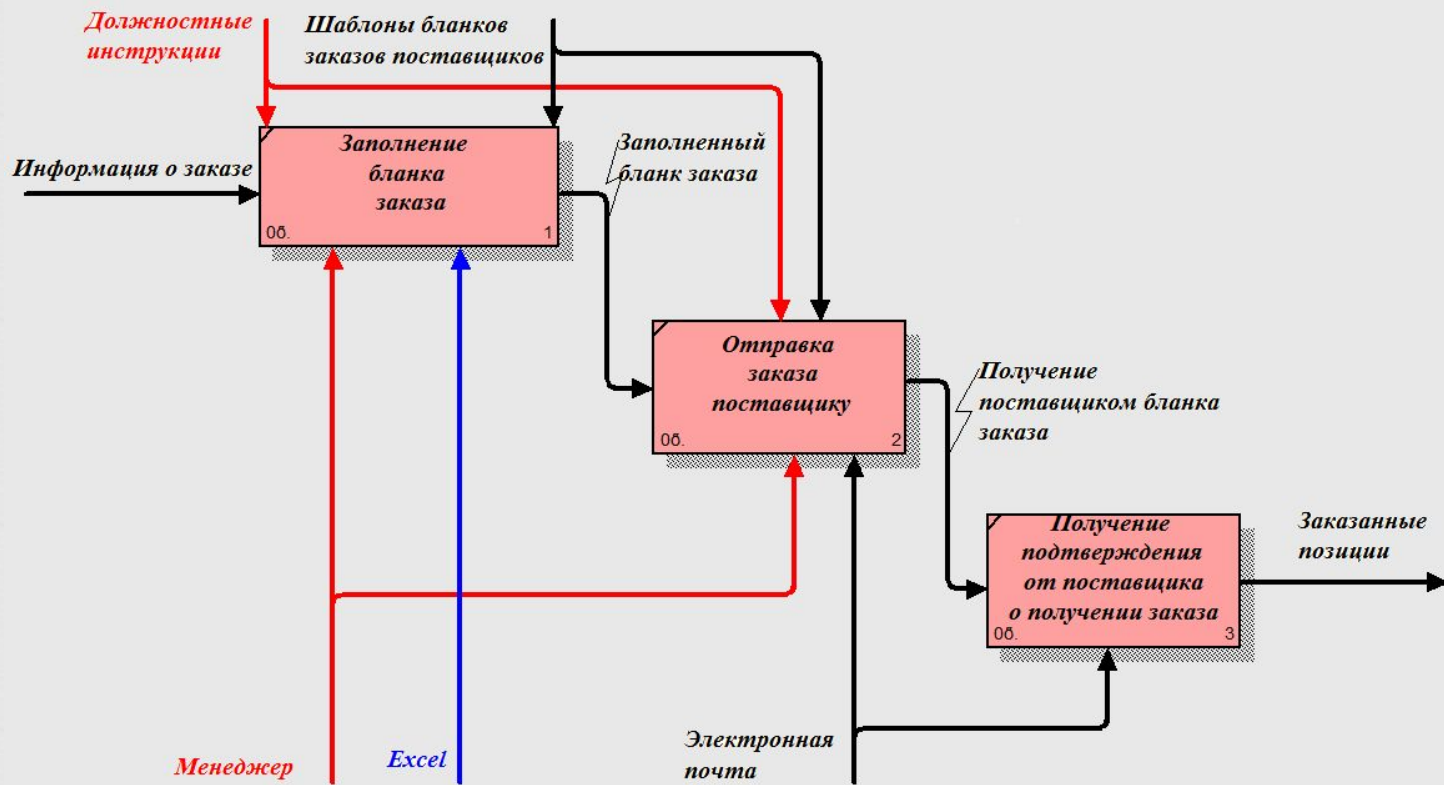 Должностные
инструкции
Шаблоны бланков
заказов поставщиков
Информация о заказе
Заполнение
бланка
заказа
0б.
1
Заполненный
бланк заказа
Отправка
заказа
поставщику
0б.
2
Получение
поставщиком бланка
заказа
Получение
подтверждения
от поставщика
о получении заказа
0б.
3
Заказанные
позиции
Менеджер
Excel
Электронная
почта